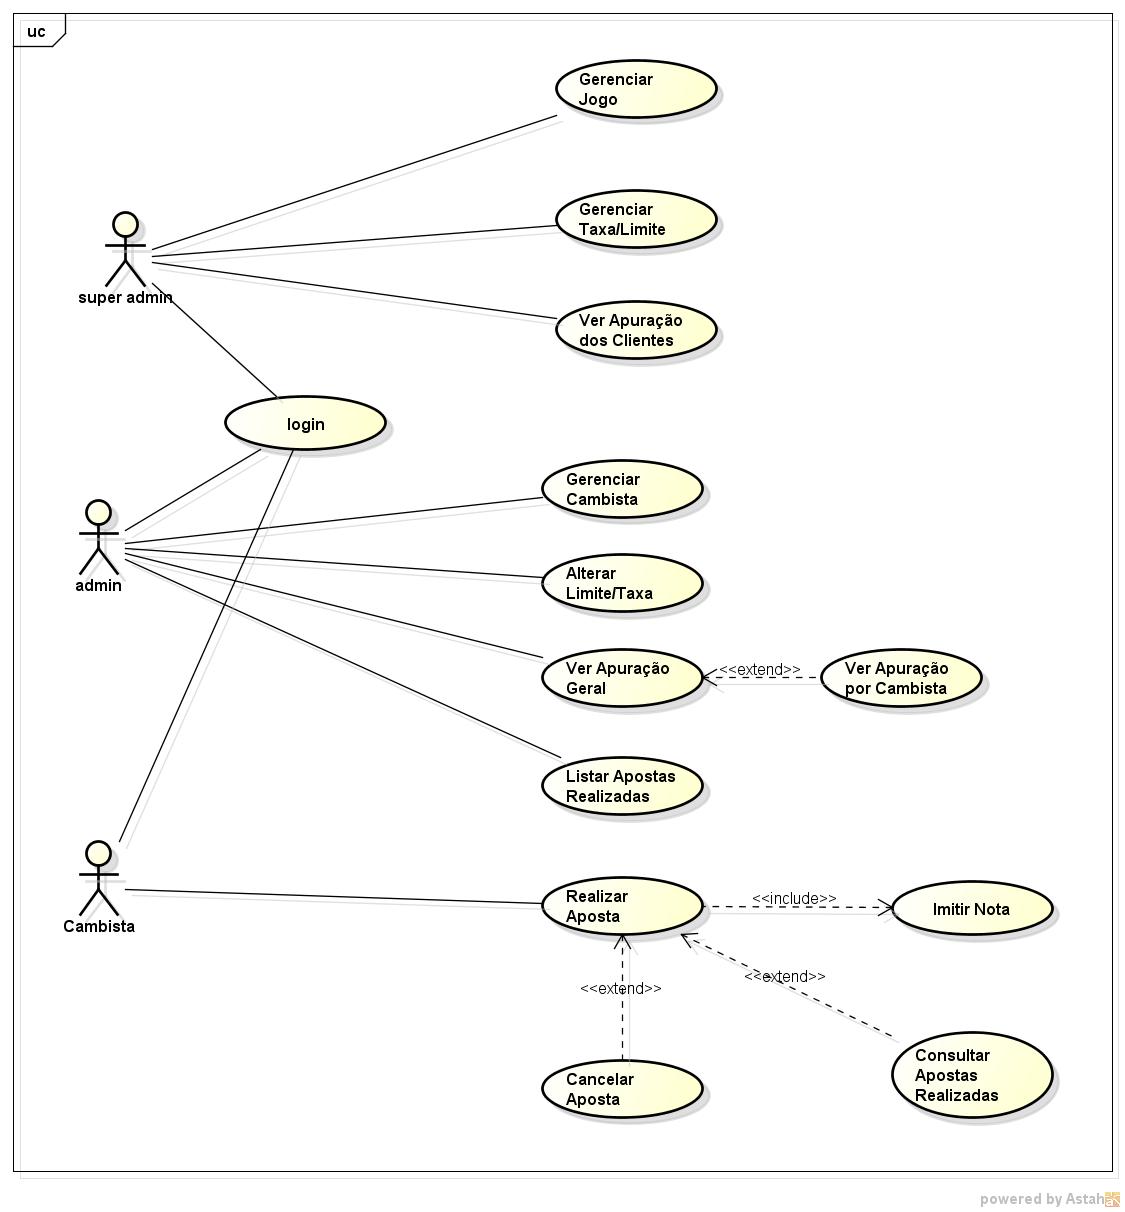 uc
Gerenciar
Jogo
Gerenciar
Taxa/Limite
super admin
Ver Apuração
dos Clientes
login
Gerenciar
Cambista
admin
Alterar
Limite/Taxa
Ver Apuração
Geral
<<extend>>
Ver Apuração
por Cambista
Listar Apostas
Realizadas
Cambista
Realizar
Aposta
<<include>>
Imitir Nota
<<extend>>
<<extend>>
Cancelar
Aposta
Consultar
Apostas
Realizadas
powered by Astah